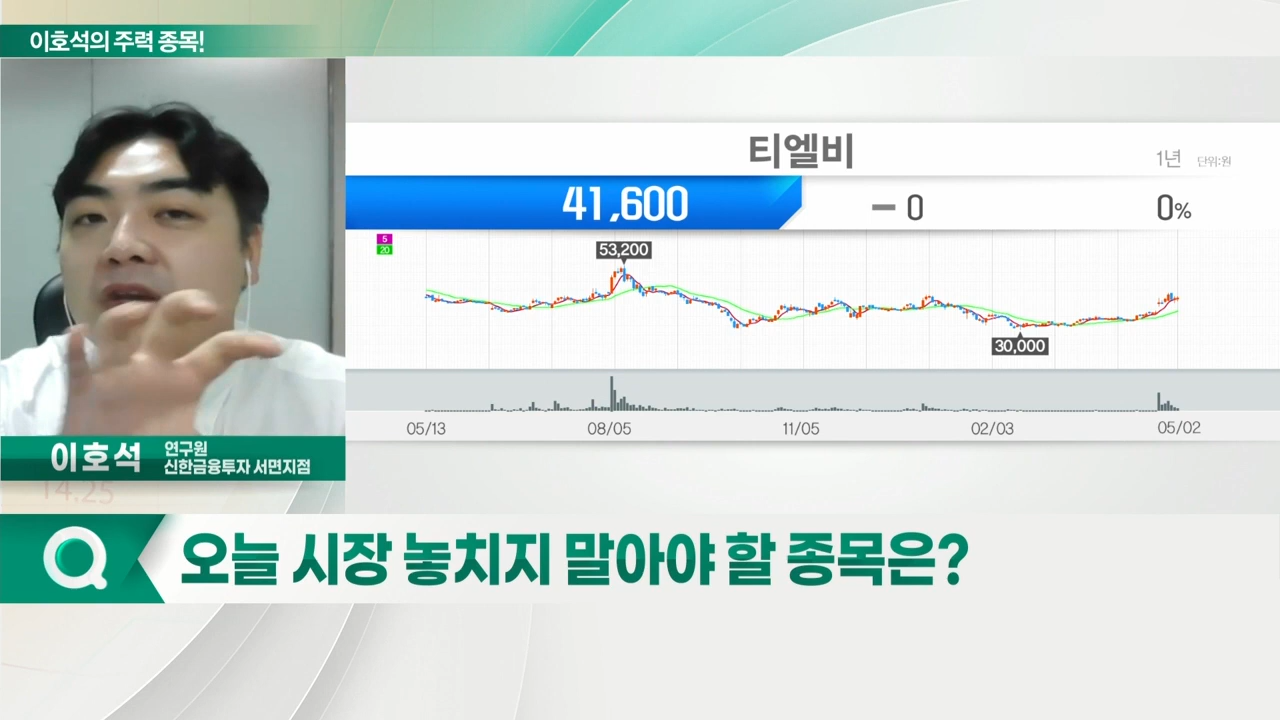 이호석의 주력 종목!
티엘비
1년 단위:원
41,600
0
0%
5
20
53,200
30,000
05/13 08/05 11/05 02/03 05/02
이호석
연구원
신한금융투자 서면지점
14.25
Q
오늘 시장 놓치지 말아야 할 종목은?